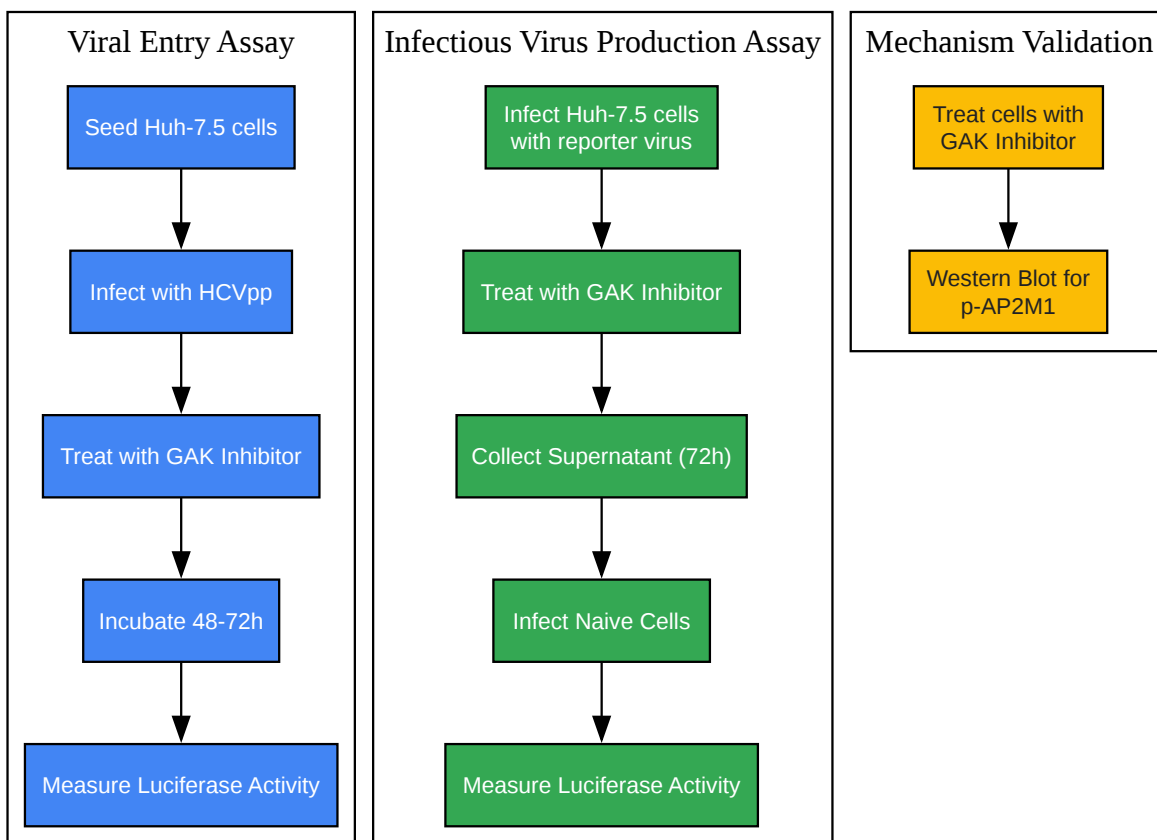 Viral Entry Assay
Seed Huh-7.5 cells
Infect with HCVpp
Treat with GAK Inhibitor
Incubate 48-72h
Measure Luciferase Activity
Infectious Virus Production Assay
Infect Huh-7.5 cells
with reporter virus
Treat with GAK Inhibitor
Collect Supernatant (72h)
Infect Naive Cells
Measure Luciferase Activity
Mechanism Validation
Treat cells with
GAK Inhibitor
Western Blot for
p-AP2M1